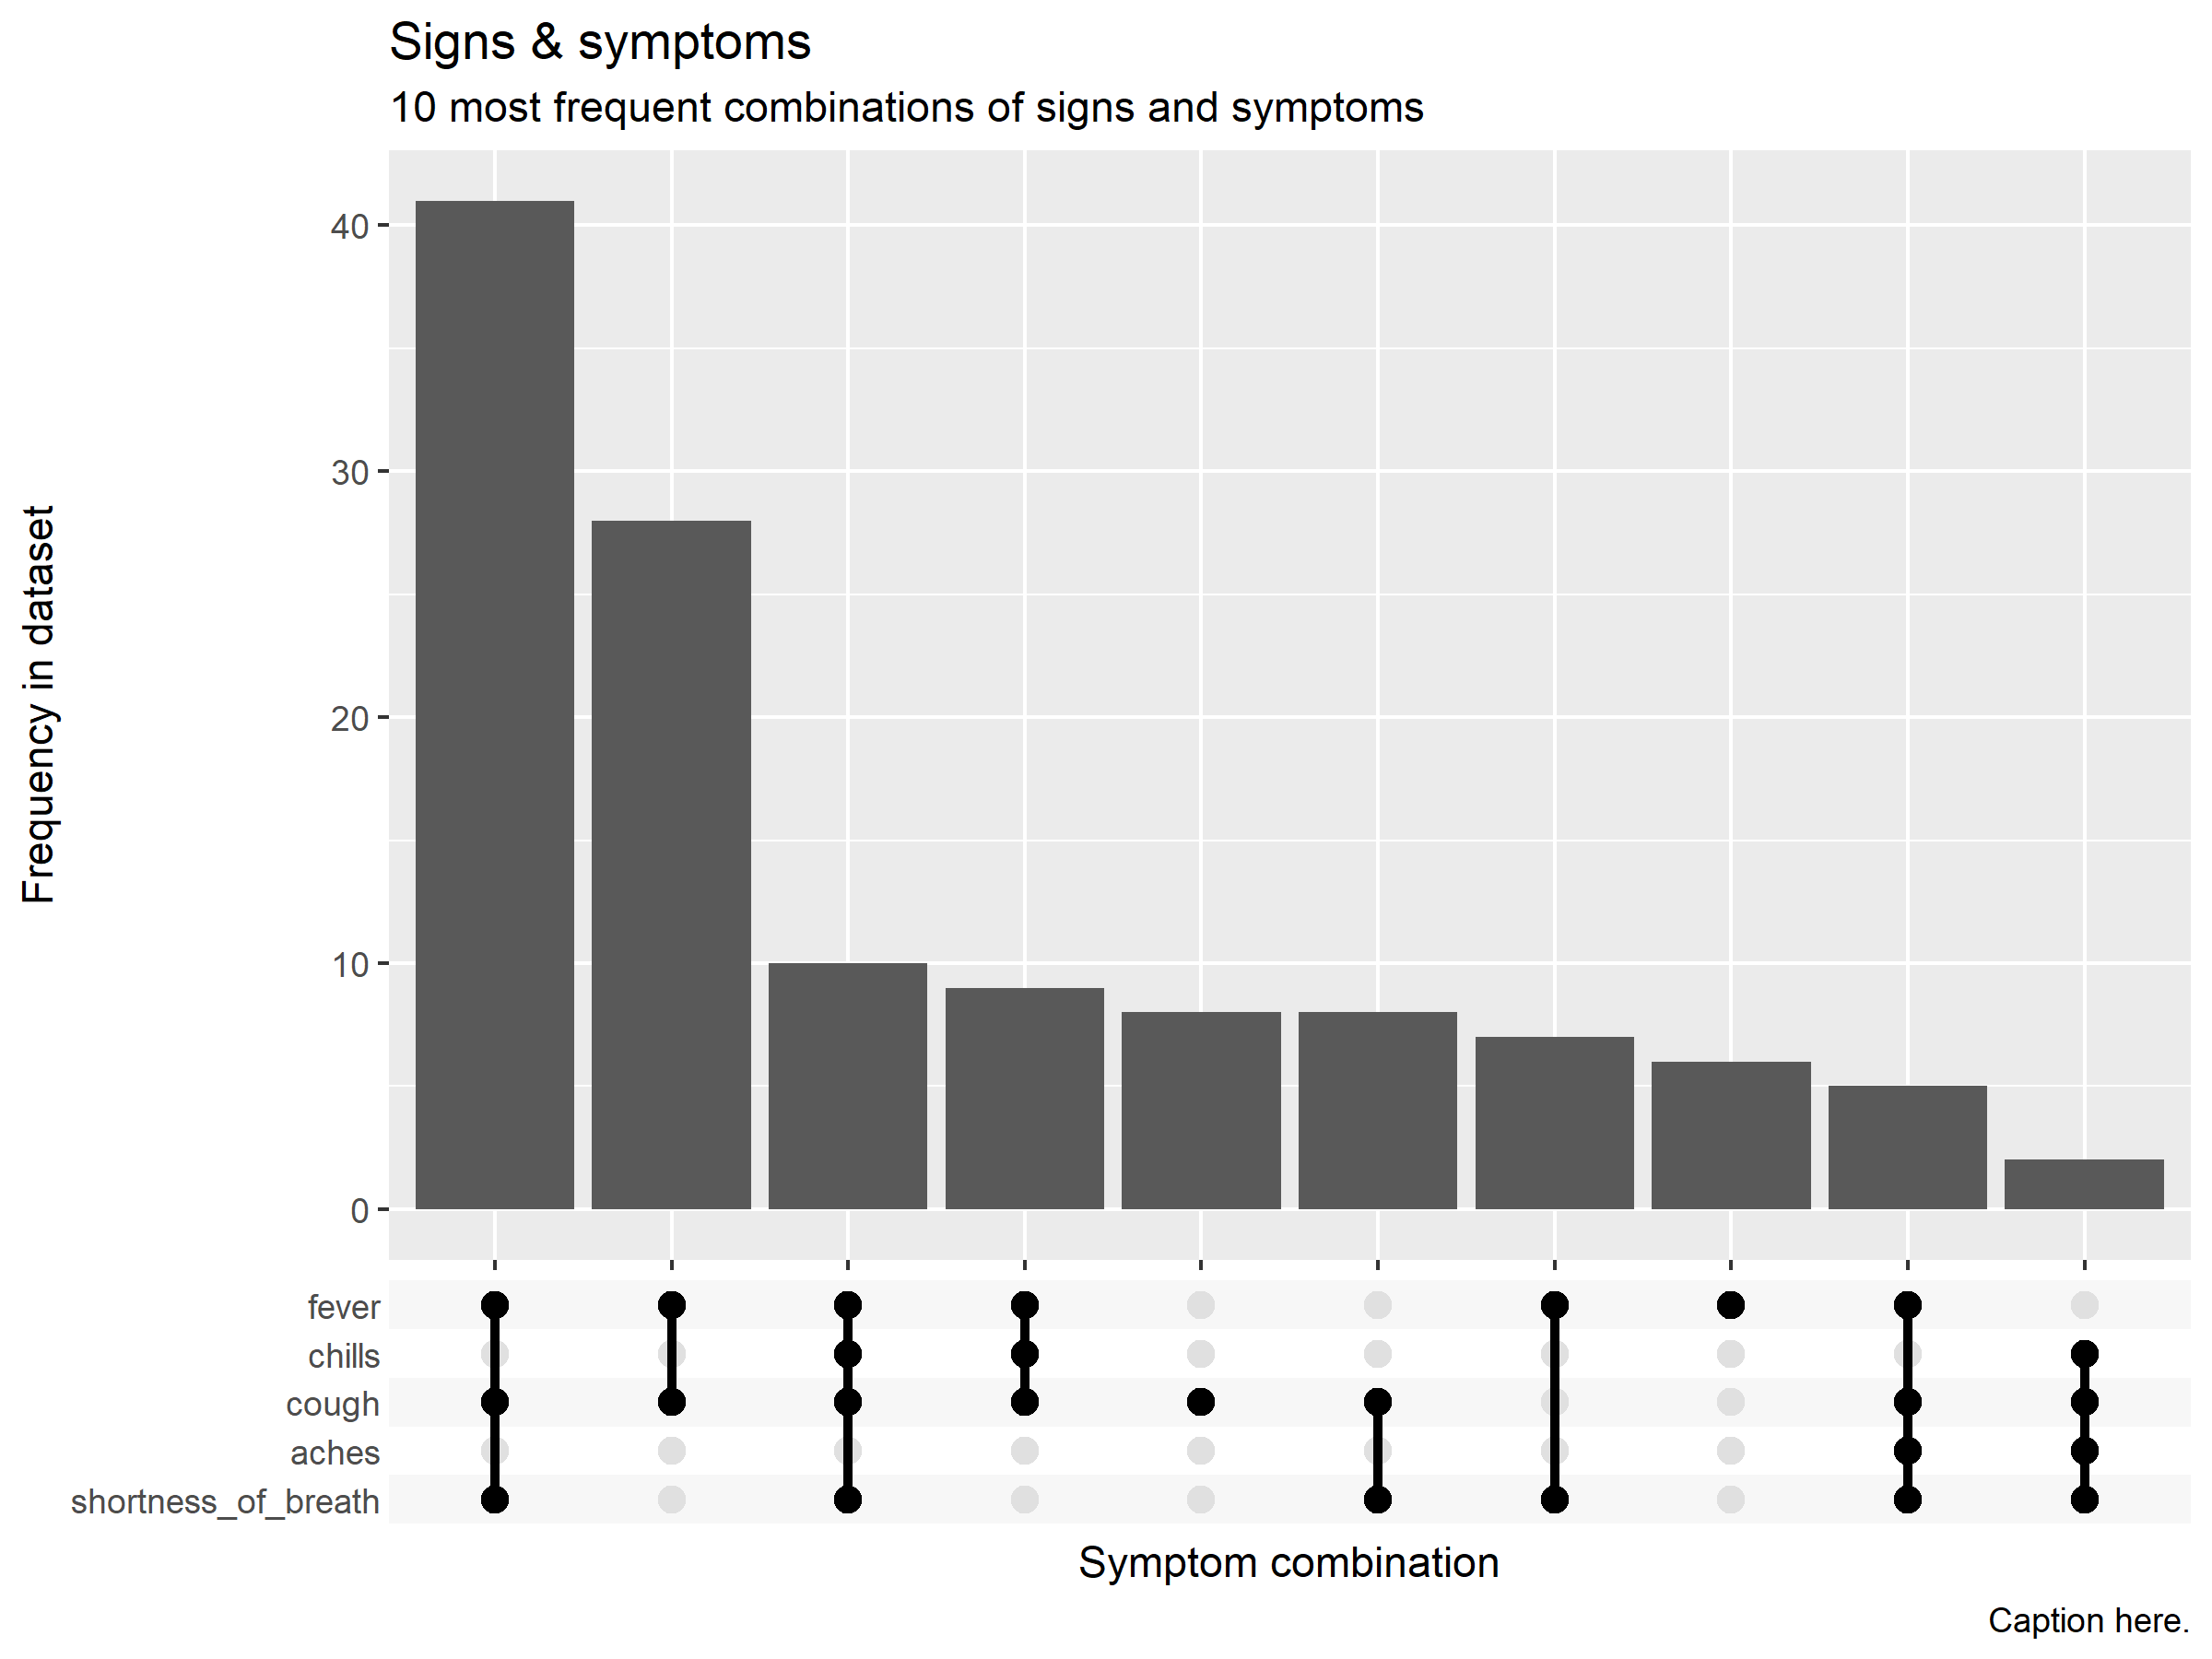 Signs & symptoms
10 most frequent combinations of signs and symptoms
Frequency in dataset
40
30
20
10
0
fever
chills
cough
aches
shortness_of_breath
Symptom combination
Caption here.